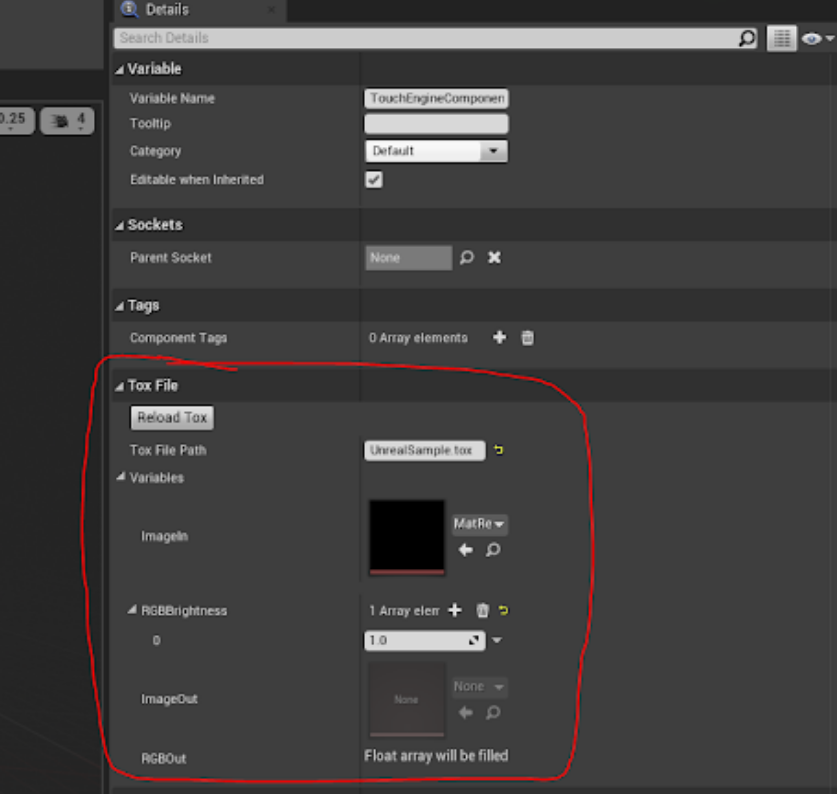 Details
Search Details
Variable
Variable Name TouchEngineComponen
Tooltip
Category Default
Editable when Inherited
Sockets
Parent Socket None
Tags
Component Tags 0 Array elements
Tox File
Reload Tox
Tox File Path UnrealSample.tox
Variables
ImageIn MatRe
RGBBrightness 1 Array elem
0 1.0
ImageOut None None
RGBOut Float array will be filled
0.25 4